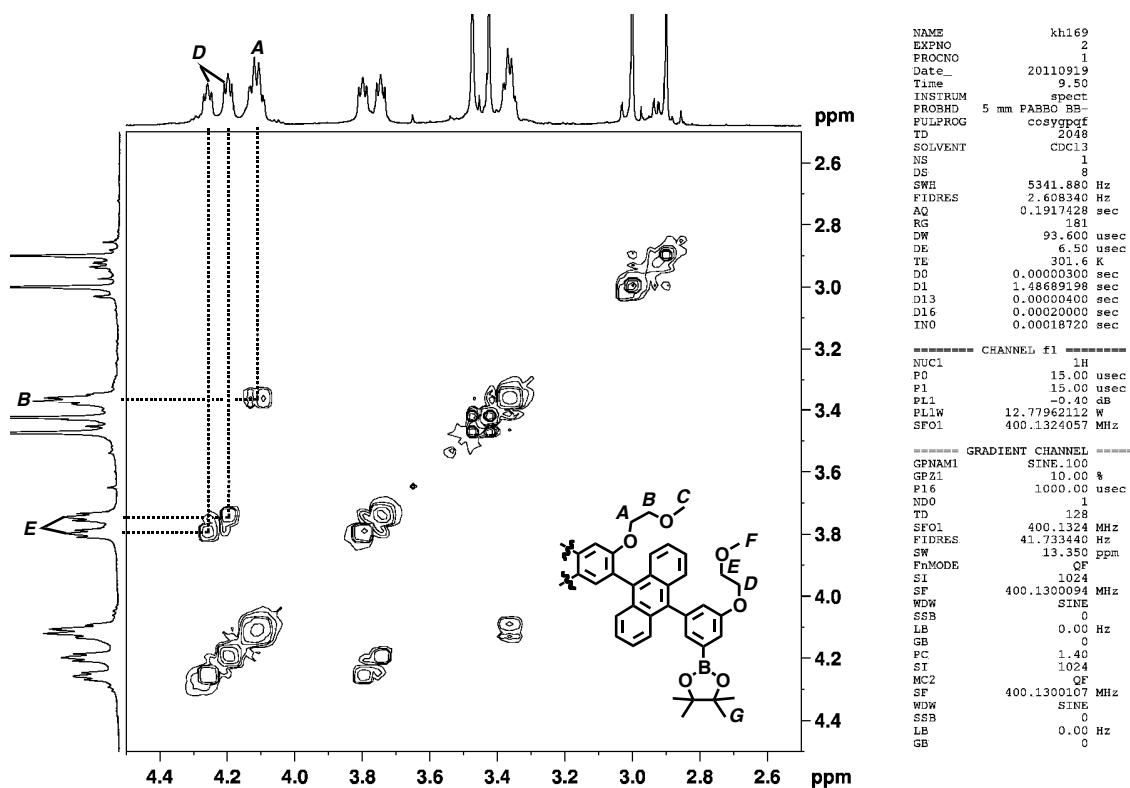 D
A
ppm
2.6
2.8
3.0
3.2
B
3.4
3.6
E
3.8
4.0
4.2
4.4
4.4 4.2 4.0 3.8 3.6 3.4 3.2 3.0 2.8 2.6 ppm
A
B
C
O
O
F
O
E
D
O
B
O O
G
NAME kh169
EXPNO 2
PROCNO 1
Date_ 20110919
Time 9.50
INSTRUM spect
PROBHD 5 mm PABBO BB-
PULPROG cosygpqf
TD 2048
SOLVENT CDCl3
NS 1
DS 8
SWH 5341.880 Hz
FIDRES 2.608340 Hz
AQ 0.1917428 sec
RG 181
DW 93.600 usec
DE 6.50 usec
TE 301.6 K
D0 0.00000300 sec
D1 1.48689198 sec
D13 0.00000400 sec
D16 0.00020000 sec
IN0 0.00018720 sec
======== CHANNEL f1 ========
NUC1 1H
P0 15.00 usec
P1 15.00 usec
PL1 -0.40 dB
PL1W 12.77962112 W
SFO1 400.1324057 MHz
====== GRADIENT CHANNEL =====
GPNAM1 SINE.100
GPZ1 10.00 %
P16 1000.00 usec
ND0 1
TD 128
SFO1 400.1324 MHz
FIDRES 41.733440 Hz
SW 13.350 ppm
FnMODE QF
SI 1024
SF 400.1300094 MHz
WDW SINE
SSB 0
LB 0.00 Hz
GB 0
PC 1.40
SI 1024
MC2 QF
SF 400.1300107 MHz
WDW SINE
SSB 0
LB 0.00 Hz
GB 0